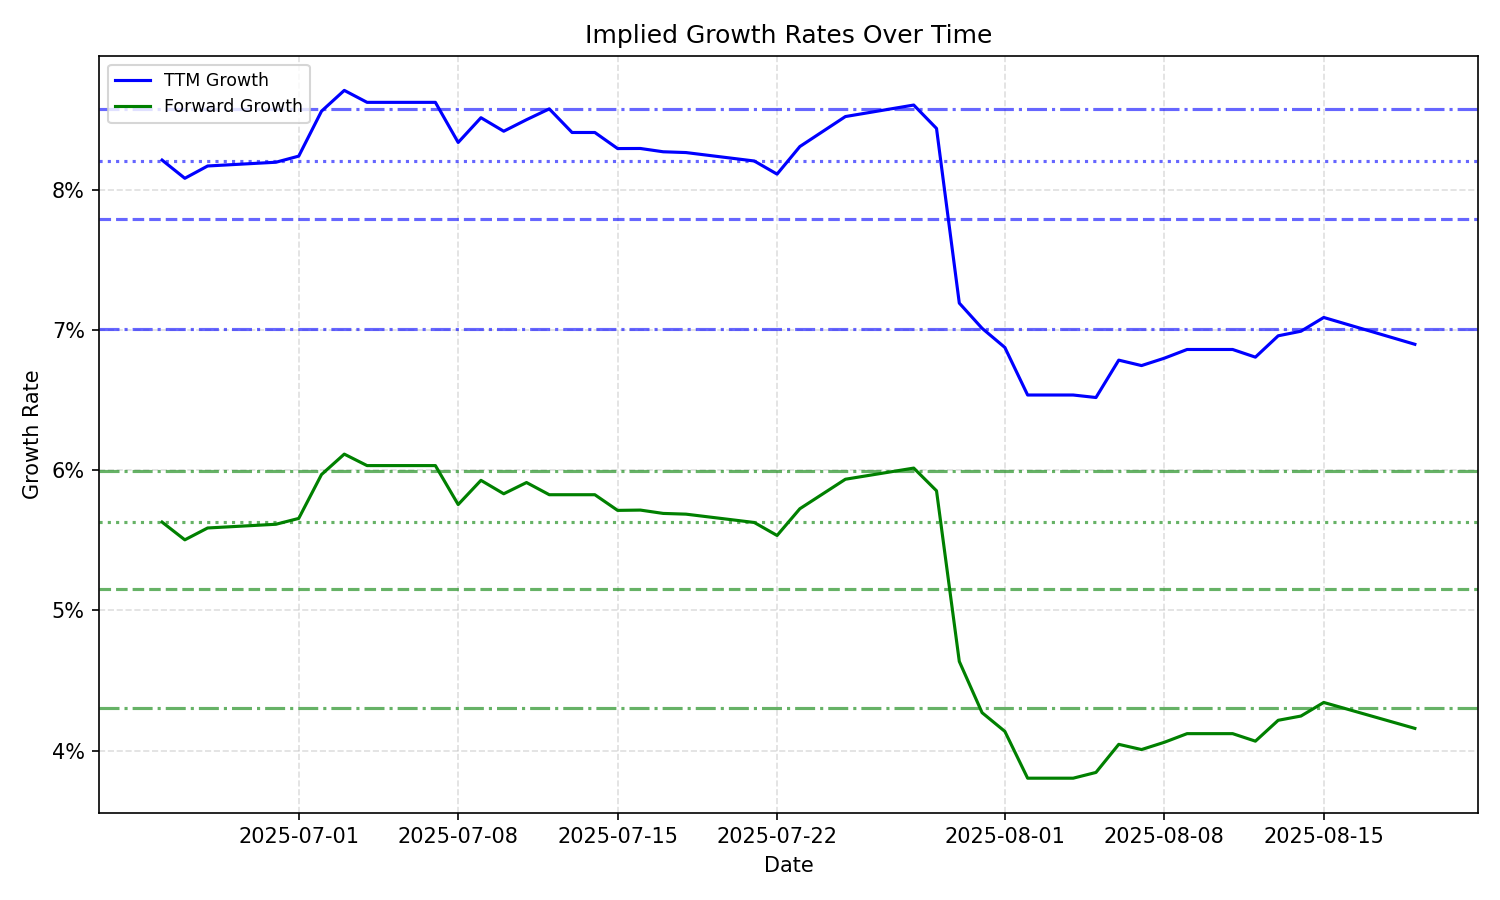 Implied Growth Rates Over Time
TTM Growth
Forward Growth
8%
7%
6%
5%
4%
Growth Rate
2025-07-01
2025-07-08
2025-07-15
2025-07-22
2025-08-01
2025-08-08
2025-08-15
Date